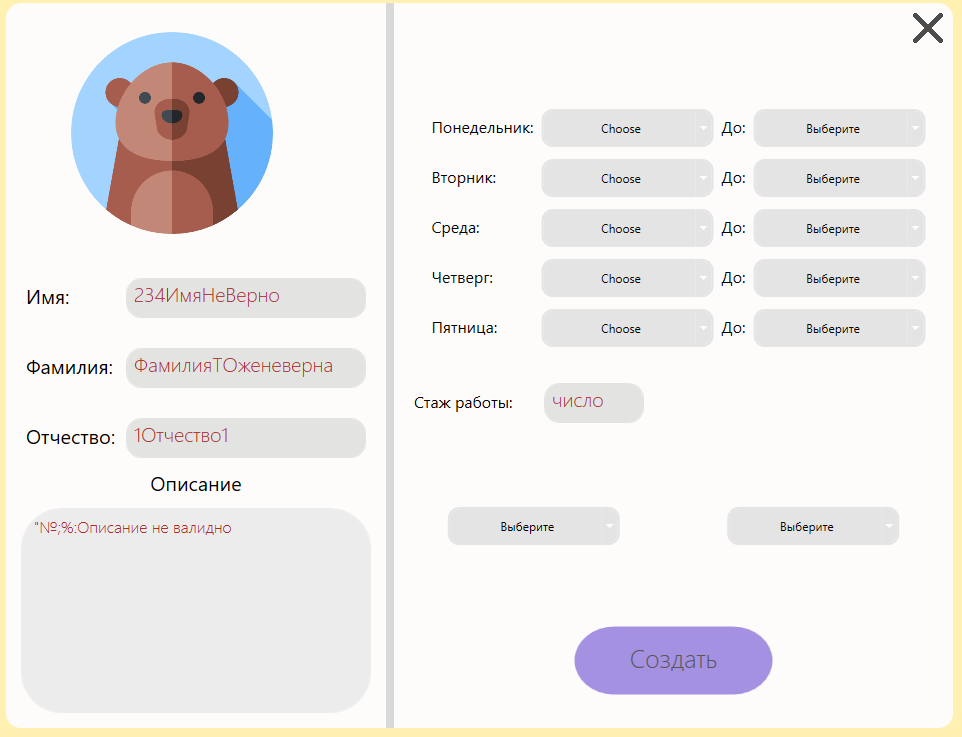 Имя: 234ИмяНеВерно
Фамилия: ФамилияТОженеверна
Отчество: 1Отчество1
Описание
"№;%:Описание не валидно
Понедельник: Choose До: Выберите
Вторник: Choose До: Выберите
Среда: Choose До: Выберите
Четверг: Choose До: Выберите
Пятница: Choose До: Выберите
Стаж работы: число
Выберите Выберите
Создать